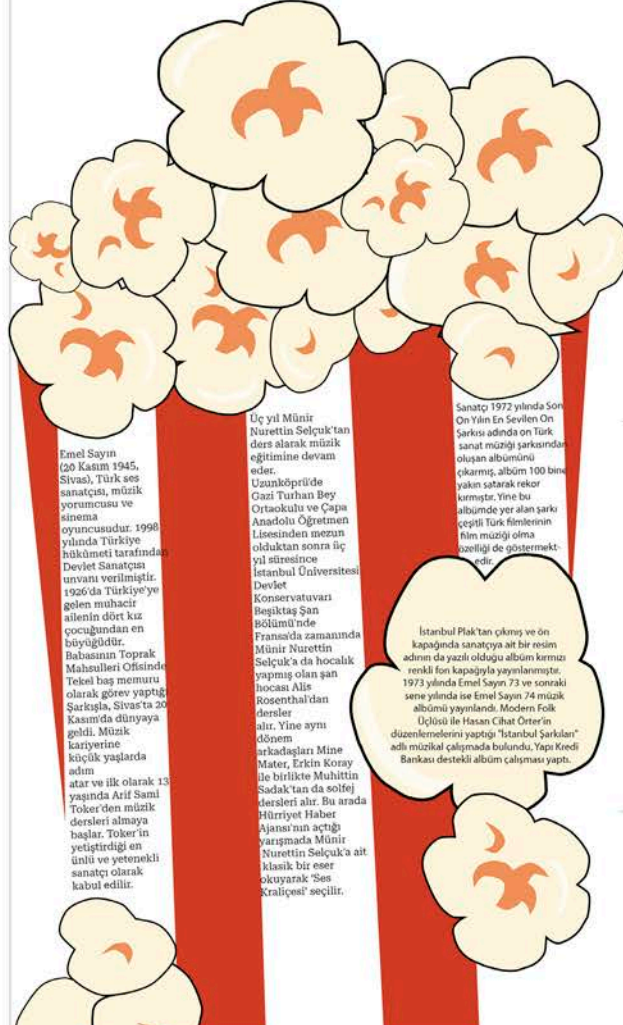 Emel Sayın
(20 Kasım 1945,
Sivas), Türk ses
sanatçısı, müzik
yorumcusu ve
sinema
oyuncusudur. 1998
yılında Türkiye
hükümeti tarafından
Devlet Sanatçısı
unvanı verilmiştir.
1926'da Türkiye'ye
gelen muhacir
ailenin dört kız
çocuğundan en
büyüğüdür.
Babasının Toprak
Mahsulleri Ofisinde
Tekel baş memuru
olarak görev yaptığı
Şarkışla, Sivas'ta 20
Kasım'da dünyaya
geldi. Müzik
kariyerine
küçük yaşlarda
adım
atar ve ilk olarak 13
yaşında Arif Sami
Toker'den müzik
dersleri almaya
başlar. Toker'in
yetiştirdiği en
ünlü ve yetenekli
sanatçı olarak
kabul edilir.
Üç yıl Münir
Nurettin Selçuk'tan
ders alarak müzik
eğitimine devam
eder.
Uzunköprü'de
Gazi Turhan Bey
Ortaokulu ve Çapa
Anadolu Öğretmen
Lisesinden mezun
olduktan sonra üç
yıl süresince
İstanbul Üniversitesi
Devlet
Konservatuvarı
Beşiktaş Şan
Bölümü'nde
Fransa'da zamanında
Münir Nurettin
Selçuk'a da hocalık
yapmış olan şan
hocası Alis
Rosenthal'dan
dersler
alır. Yine aynı
dönem
arkadaşları Mine
Mater, Erkin Koray
ile birlikte Muhittin
Sadak'tan da solfej
dersleri alır. Bu arada
Hürriyet Haber
Ajansı'nın açtığı
yarışmada Münir
Nurettin Selçuk'a ait
klasik bir eser
okuyarak "Ses
Kraliçesi" seçilir.
Sanatçı 1972 yılında Son
On Yılın En Sevilen On
Şarkısı adında on Türk
sanat müziği şarkısından
oluşan albümünü
çıkarmış, albüm 100 bine
yakın satarak rekor
kırmıştır. Yine bu
albümde yer alan şarkı
çeşitli Türk filmlerinin
film müziği olma
özelliği de göstermekt-
edir.
İstanbul Plak'tan çıkmış ve ön
kapağında sanatçıya ait bir resim
adının da yazılı olduğu albüm kırmızı
renkli fon kapağıyla yayınlanmıştır.
1973 yılında Emel Sayın 73 ve sonraki
sene yılında ise Emel Sayın 74 müzik
albümü yayınlandı. Modern Folk
Üçlüsü ile Hasan Cihat Örter'in
düzenlemelerini yaptığı "İstanbul Şarkıları"
adlı müzikal çalışmada bulundu, Yapı Kredi
Bankası destekli albüm çalışması yaptı.